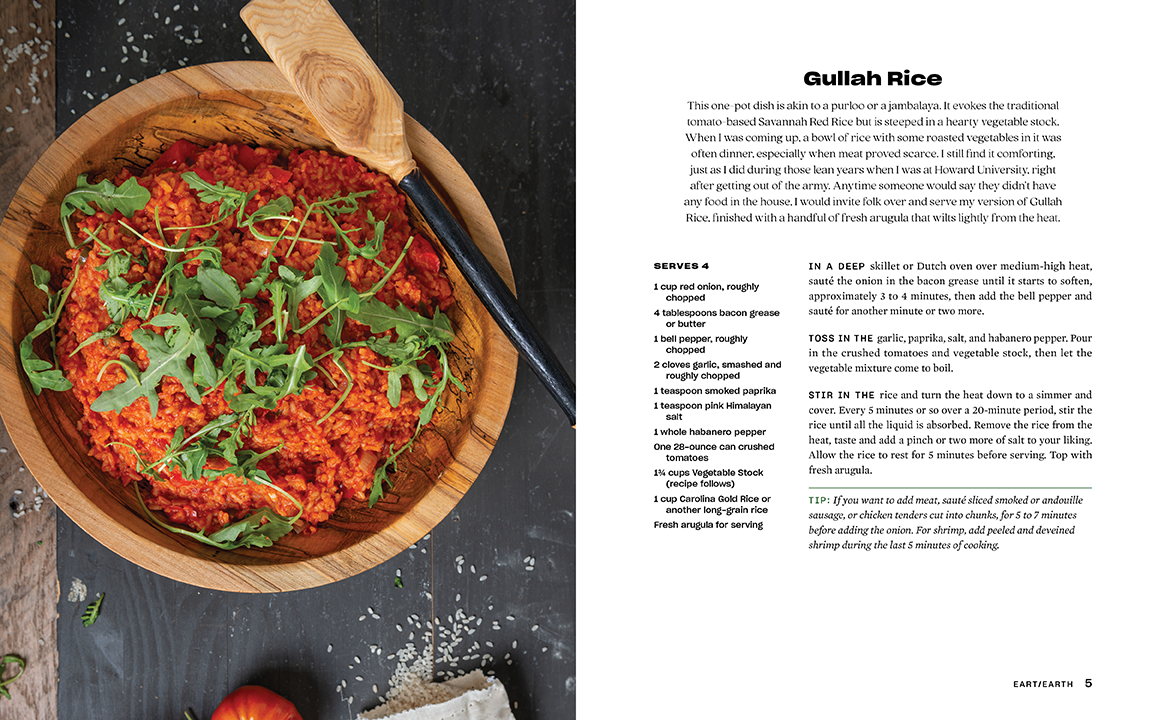 Gullah Rice
This one-pot dish is akin to a purloo or a jambalaya. It evokes the traditional
tomato-based Savannah Red Rice but is steeped in a hearty vegetable stock.
When I was coming up, a bowl of rice with some roasted vegetables in it was
often dinner, especially when meat proved scarce. I still find it comforting,
just as I did during those lean years when I was at Howard University, right
after getting out of the army. Anytime someone would say they didn't have
any food in the house, I would invite folk over and serve my version of Gullah
Rice, finished with a handful of fresh arugula that wilts lightly from the heat.
SERVES 4
1 cup red onion, roughly
chopped
4 tablespoons bacon grease
or butter
1 bell pepper, roughly
chopped
2 cloves garlic, smashed and
roughly chopped
1 teaspoon smoked paprika
1 teaspoon pink Himalayan
salt
1 whole habanero pepper
One 28-ounce can crushed
tomatoes
1¾ cups Vegetable Stock
(recipe follows)
1 cup Carolina Gold Rice or
another long-grain rice
Fresh arugula for serving
IN A DEEP skillet or Dutch oven over medium-high heat,
sauté the onion in the bacon grease until it starts to soften,
approximately 3 to 4 minutes, then add the bell pepper and
sauté for another minute or two more.
TOSS IN THE garlic, paprika, salt, and habanero pepper. Pour
in the crushed tomatoes and vegetable stock, then let the
vegetable mixture come to boil.
STIR IN THE rice and turn the heat down to a simmer and
cover. Every 5 minutes or so over a 20-minute period, stir the
rice until all the liquid is absorbed. Remove the rice from the
heat, taste and add a pinch or two more of salt to your liking.
Allow the rice to rest for 5 minutes before serving. Top with
fresh arugula.
TIP: If you want to add meat, sauté sliced smoked or andouille
sausage, or chicken tenders cut into chunks, for 5 to 7 minutes
before adding the onion. For shrimp, add peeled and deveined
shrimp during the last 5 minutes of cooking.
EART/EARTH 5